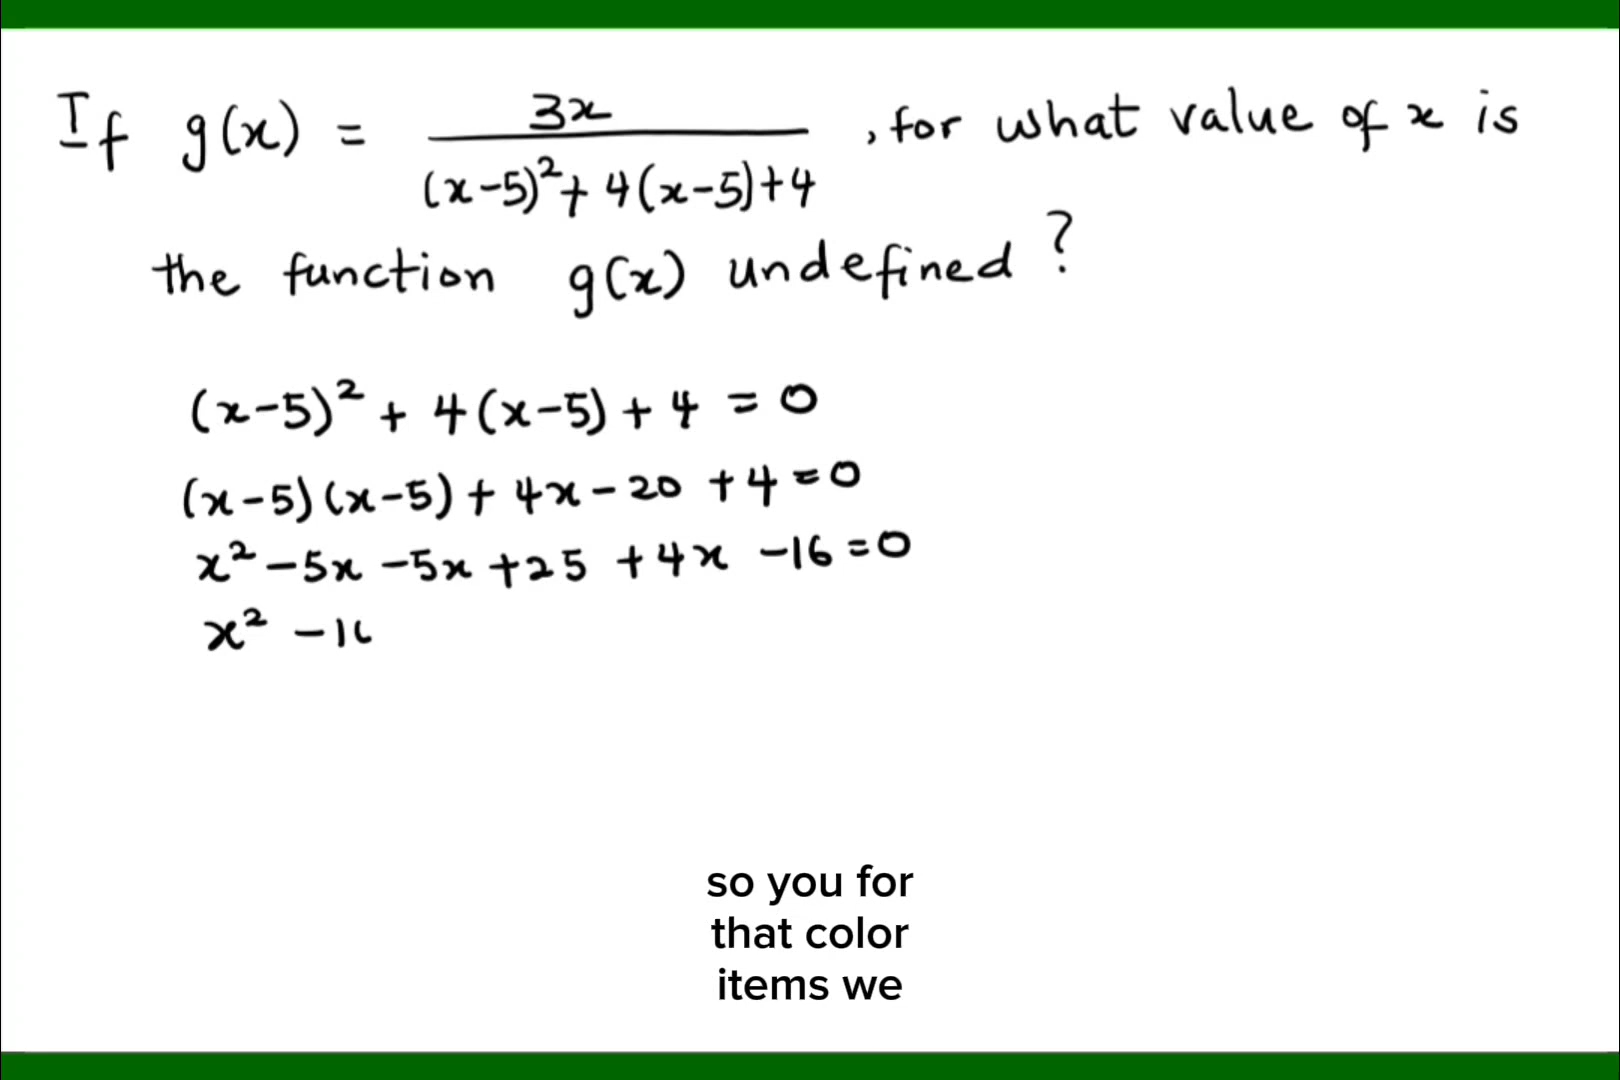 If g(x) = 3x / (x-5)² + 4(x-5) + 4 , for what value of x is
the function g(x) undefined ?
(x-5)² + 4(x-5) + 4 = 0
(x-5)(x-5) + 4x - 20 + 4 = 0
x² - 5x - 5x + 25 + 4x - 16 = 0
x² - 1
so you for
that color
items we